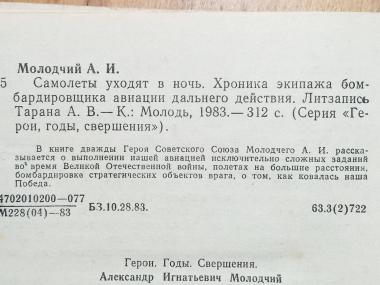 Молодчий А. И.
5 Самолеты уходят в ночь. Хроника экипажа бом-
бардировщика авиации дальнего действия. Литзапись
Тарана А. В.— К.: Молодь, 1983.— 312 с. (Серия «Ге-
рои, годы, свершения»).
В книге дважды Героя Советского Союза Молодчего А. И. расска-
зывается о выполнении нашей авиацией исключительно сложных заданий
во время Великой Отечественной войны, полетах на большие расстояния,
бомбардировке стратегических объектов врага, о том, как ковалась наша
Победа.
4702010200—077
М228(04)—83 БЗ.10.28.83. 63.3(2)722
Герои. Годы. Свершения.
Александр Игнатьевич Молодчий